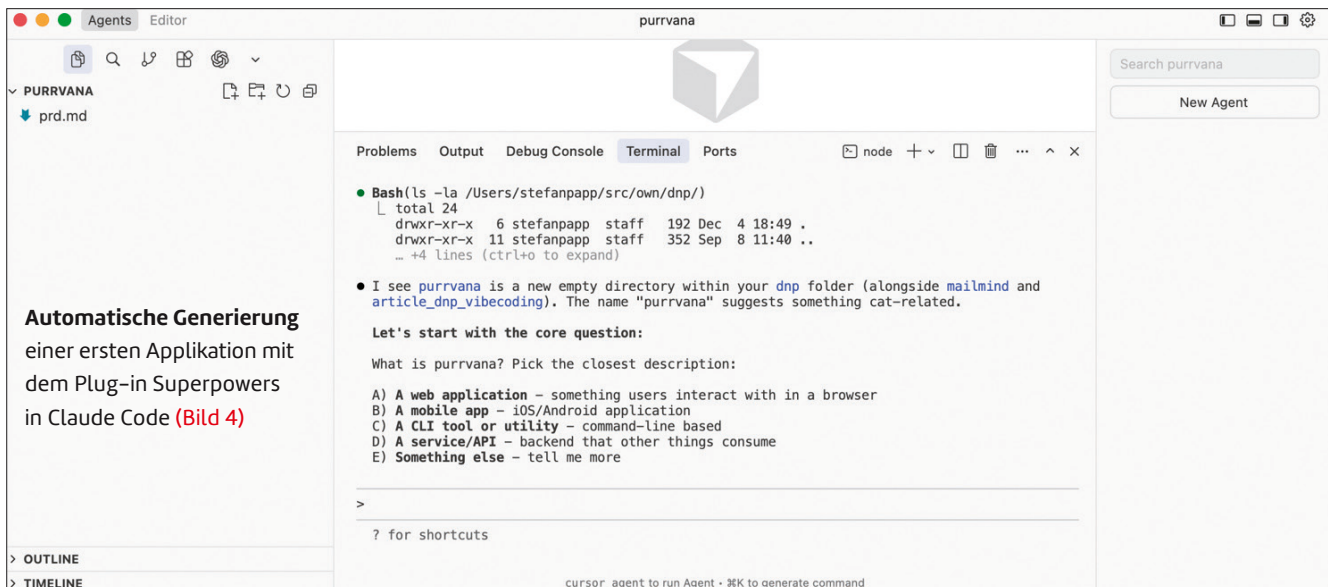 Agents Editor
purrvana
PURRVANA
prd.md
Automatische Generierung
einer ersten Applikation mit
dem Plug-in Superpowers
in Claude Code (Bild 4)
> OUTLINE
> TIMELINE
Problems Output Debug Console Terminal Ports
node
Bash(ls -la /Users/stefanpapp/src/own/dnp/)
total 24
drwxr-xr-x 6 stefanpapp staff 192 Dec 4 18:49 .
drwxr-xr-x 11 stefanpapp staff 352 Sep 8 11:40 ..
… +4 lines (ctrl+o to expand)
I see purrvana is a new empty directory within your dnp folder (alongside mailmind and
article_dnp_vibecoding). The name "purrvana" suggests something cat-related.
Let's start with the core question:
What is purrvana? Pick the closest description:
A) A web application – something users interact with in a browser
B) A mobile app – iOS/Android application
C) A CLI tool or utility – command-line based
D) A service/API – backend that other things consume
E) Something else – tell me more
>
? for shortcuts
cursor agent to run Agent • ⌘K to generate command
Search purrvana
New Agent